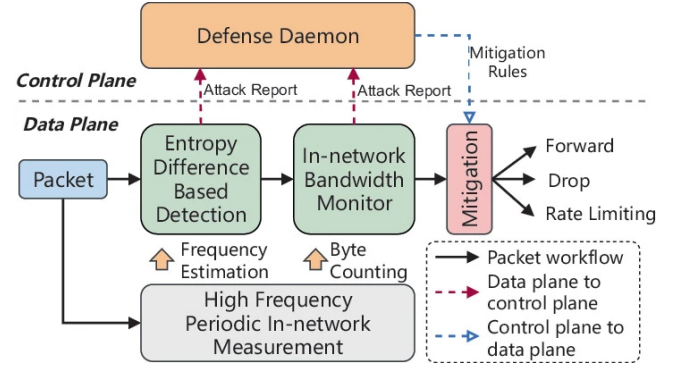 Defense Daemon
Mitigation
Rules
Control Plane
Attack Report
Attack Report
Data Plane
Packet
Entropy
Difference
Based
Detection
In-network
Bandwidth
Monitor
Mitigation
Forward
Drop
Rate Limiting
Frequency
Estimation
Byte
Counting
High Frequency
Periodic In-network
Measurement
Packet workflow
Data plane to
control plane
Control plane to
data plane